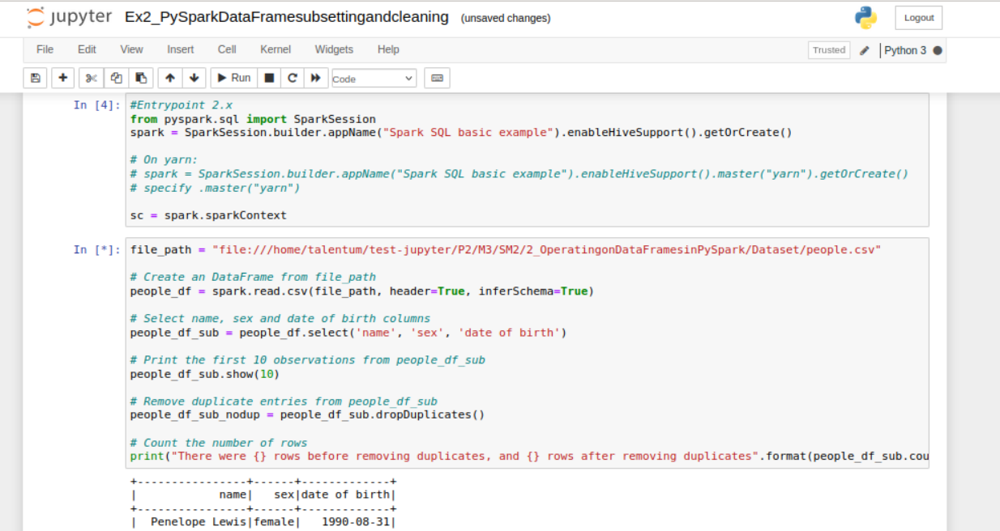 jupyter Ex2_PySparkDataFramesubsettingandcleaning (unsaved changes) Logout
File Edit View Insert Cell Kernel Widgets Help Trusted Python 3
Run Code
In [4]: #Entrypoint 2.x
from pyspark.sql import SparkSession
spark = SparkSession.builder.appName("Spark SQL basic example").enableHiveSupport().getOrCreate()
# On yarn:
# spark = SparkSession.builder.appName("Spark SQL basic example").enableHiveSupport().master("yarn").getOrCreate()
# specify .master("yarn")
sc = spark.sparkContext
In [*]: file_path = "file:///home/talentum/test-jupyter/P2/M3/SM2/2_OperatingonDataFramesinPySpark/Dataset/people.csv"
# Create an DataFrame from file_path
people_df = spark.read.csv(file_path, header=True, inferSchema=True)
# Select name, sex and date of birth columns
people_df_sub = people_df.select('name', 'sex', 'date of birth')
# Print the first 10 observations from people_df_sub
people_df_sub.show(10)
# Remove duplicate entries from people_df_sub
people_df_sub_nodup = people_df_sub.dropDuplicates()
# Count the number of rows
print("There were {} rows before removing duplicates, and {} rows after removing duplicates".format(people_df_sub.cou
+----------------+------+-------------+
|            name|   sex|date of birth|
+----------------+------+-------------+
|  Penelope Lewis|female|   1990-08-31|